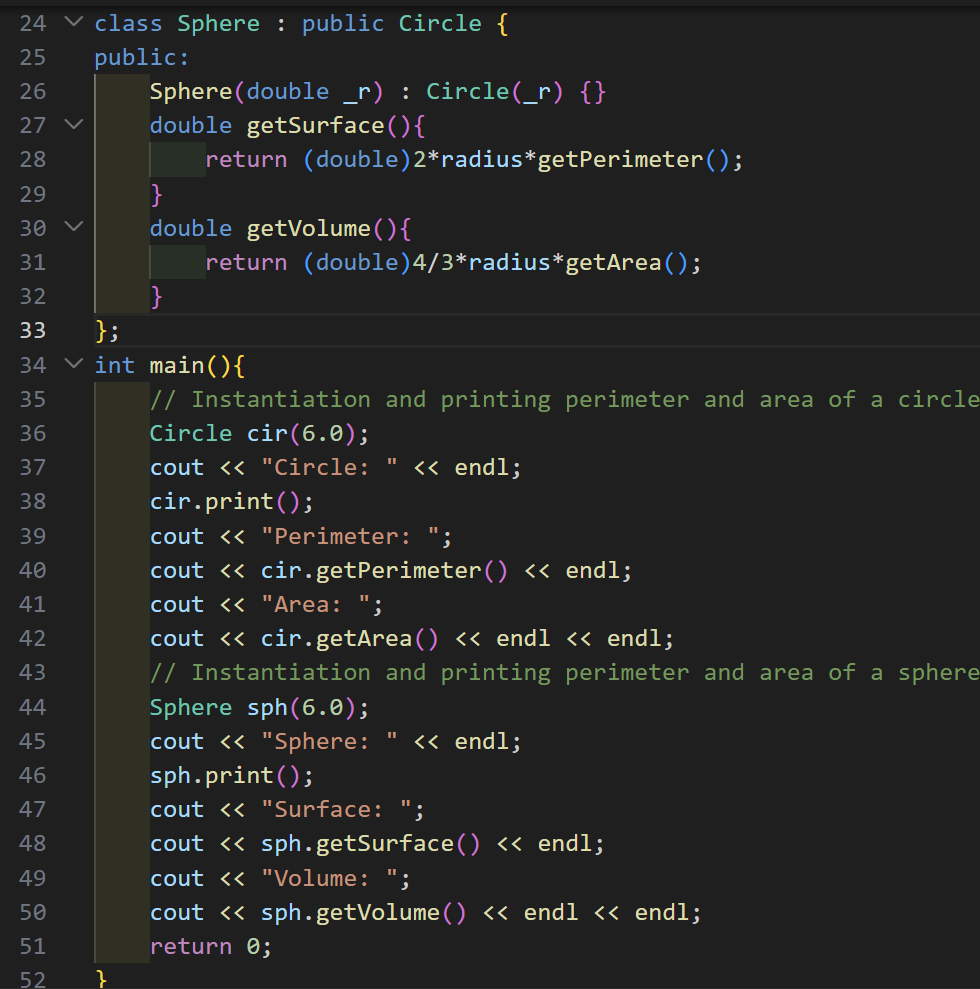 24 class Sphere : public Circle {
25 public:
26     Sphere(double _r) : Circle(_r) {}
27     double getSurface(){
28         return (double)2*radius*getPerimeter();
29     }
30     double getVolume(){
31         return (double)4/3*radius*getArea();
32     }
33 };
34 int main(){
35     // Instantiation and printing perimeter and area of a circle
36     Circle cir(6.0);
37     cout << "Circle: " << endl;
38     cir.print();
39     cout << "Perimeter: ";
40     cout << cir.getPerimeter() << endl;
41     cout << "Area: ";
42     cout << cir.getArea() << endl << endl;
43     // Instantiation and printing perimeter and area of a sphere
44     Sphere sph(6.0);
45     cout << "Sphere: " << endl;
46     sph.print();
47     cout << "Surface: ";
48     cout << sph.getSurface() << endl;
49     cout << "Volume: ";
50     cout << sph.getVolume() << endl << endl;
51     return 0;
52 }